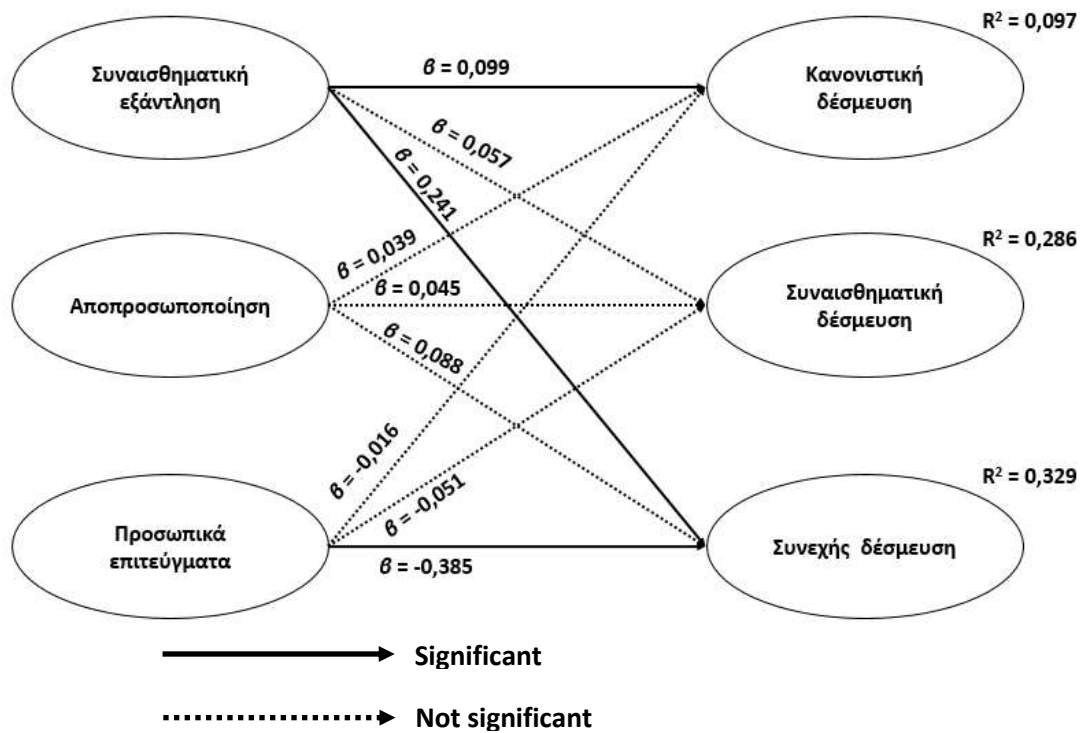 R² = 0,097
Συναισθηματική
εξάντληση
β = 0,099
Κανονιστική
δέσμευση
β = 0,057
β = 0,241
R² = 0,286
β = 0,039
Αποπροσωποποίηση
β = 0,045
Συναισθηματική
δέσμευση
β = 0,088
β = -0,016
R² = 0,329
β = -0,051
Προσωπικά
επιτεύγματα
Συνεχής δέσμευση
β = -0,385
Significant
Not significant